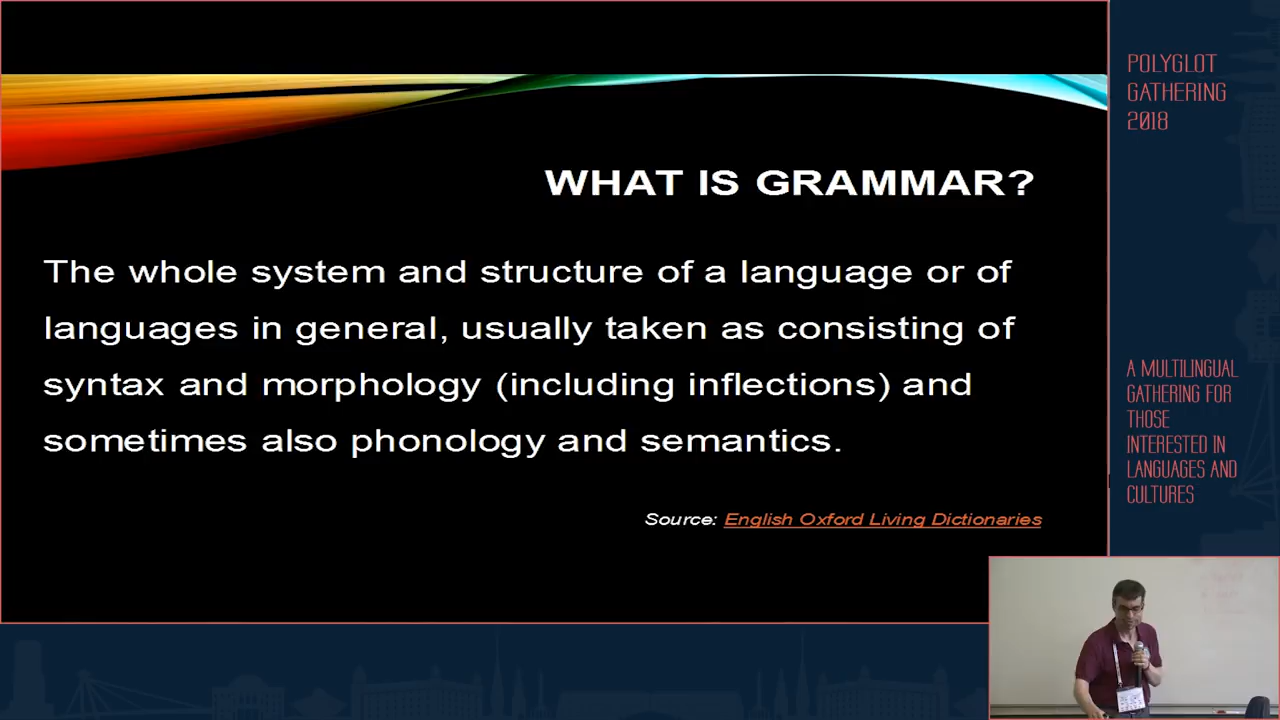 WHAT IS GRAMMAR?
The whole system and structure of a language or of
languages in general, usually taken as consisting of
syntax and morphology (including inflections) and
sometimes also phonology and semantics.
Source: English Oxford Living Dictionaries
POLYGLOT
GATHERING
2018
A MULTILINGUAL
GATHERING FOR
THOSE
INTERESTED IN
LANGUAGES AND
CULTURES